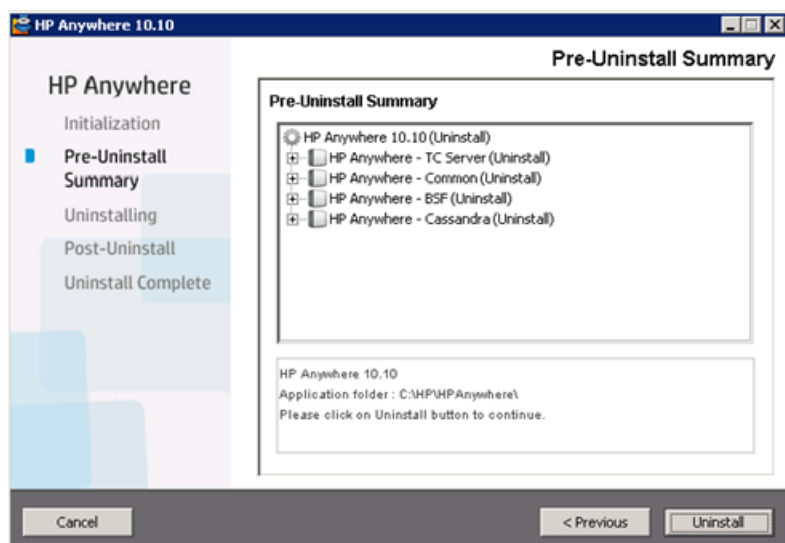 HP Anywhere 10.10
Pre-Uninstall Summary
HP Anywhere
Initialization
Pre-Uninstall
Summary
Uninstalling
Post-Uninstall
Uninstall Complete
Pre-Uninstall Summary
HP Anywhere 10.10 (Uninstall)
HP Anywhere - TC Server (Uninstall)
HP Anywhere - Common (Uninstall)
HP Anywhere - BSF (Uninstall)
HP Anywhere - Cassandra (Uninstall)
HP Anywhere 10.10
Application folder : C:\HP\HPAnywhere\
Please click on Uninstall button to continue.
Cancel
< Previous
Uninstall